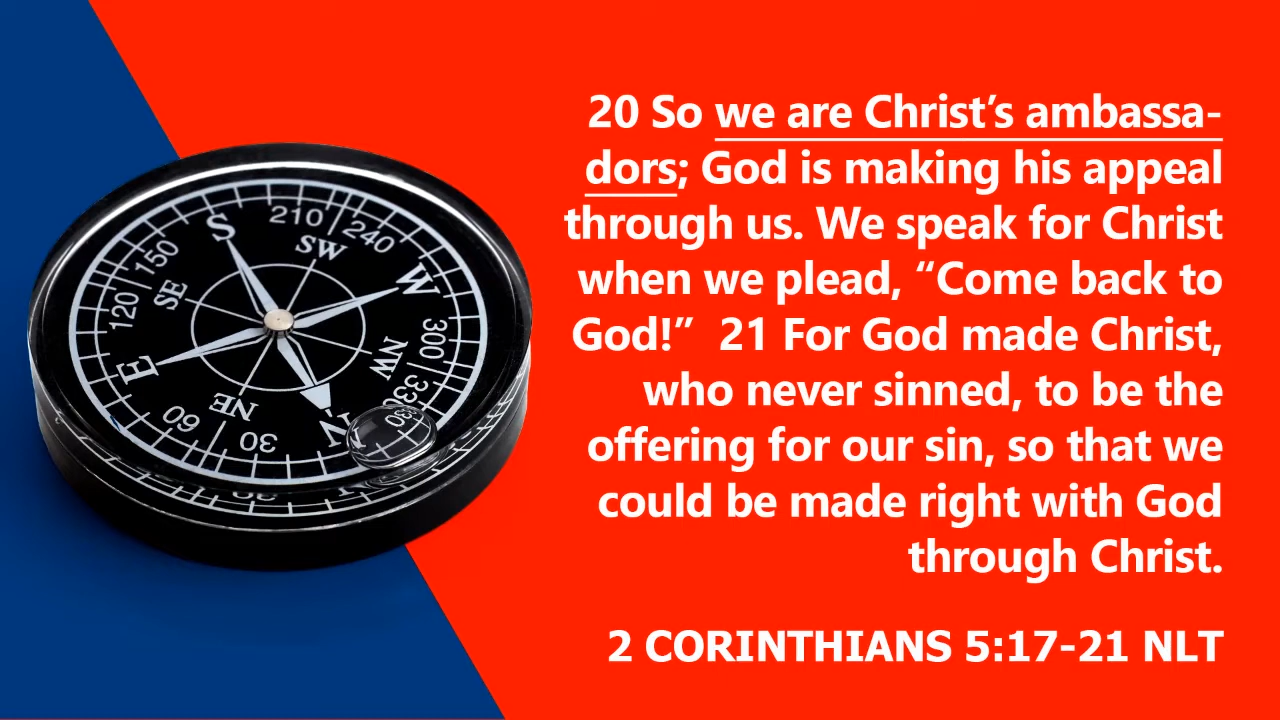 20 So we are Christ’s ambassa-
dors; God is making his appeal
through us. We speak for Christ
when we plead, “Come back to
God!”  21 For God made Christ,
who never sinned, to be the
offering for our sin, so that we
could be made right with God
through Christ.
2 CORINTHIANS 5:17-21 NLT
S
210
240
SW
W
150
SE
120
300
NW
E
330
NE
60
30
N
30